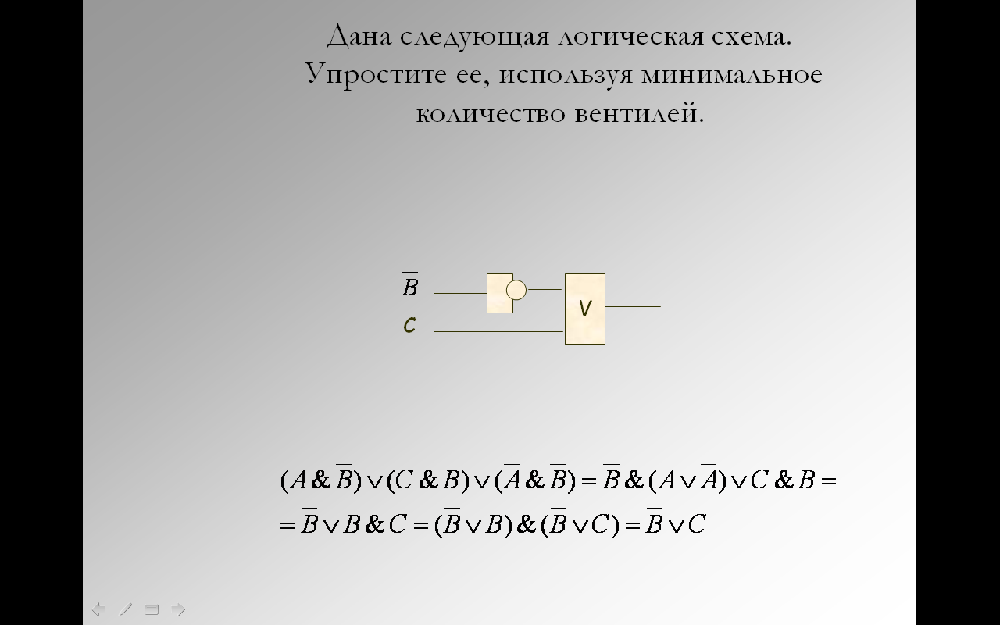 Дана следующая логическая схема.
Упростите ее, используя минимальное
количество вентилей.
B̅
C
V
(A & B̅) ∨ (C & B) ∨ (A̅ & B̅) = B̅ & (A ∨ A̅) ∨ C & B =
= B̅ ∨ B & C = (B̅ ∨ B) & (B̅ ∨ C) = B̅ ∨ C